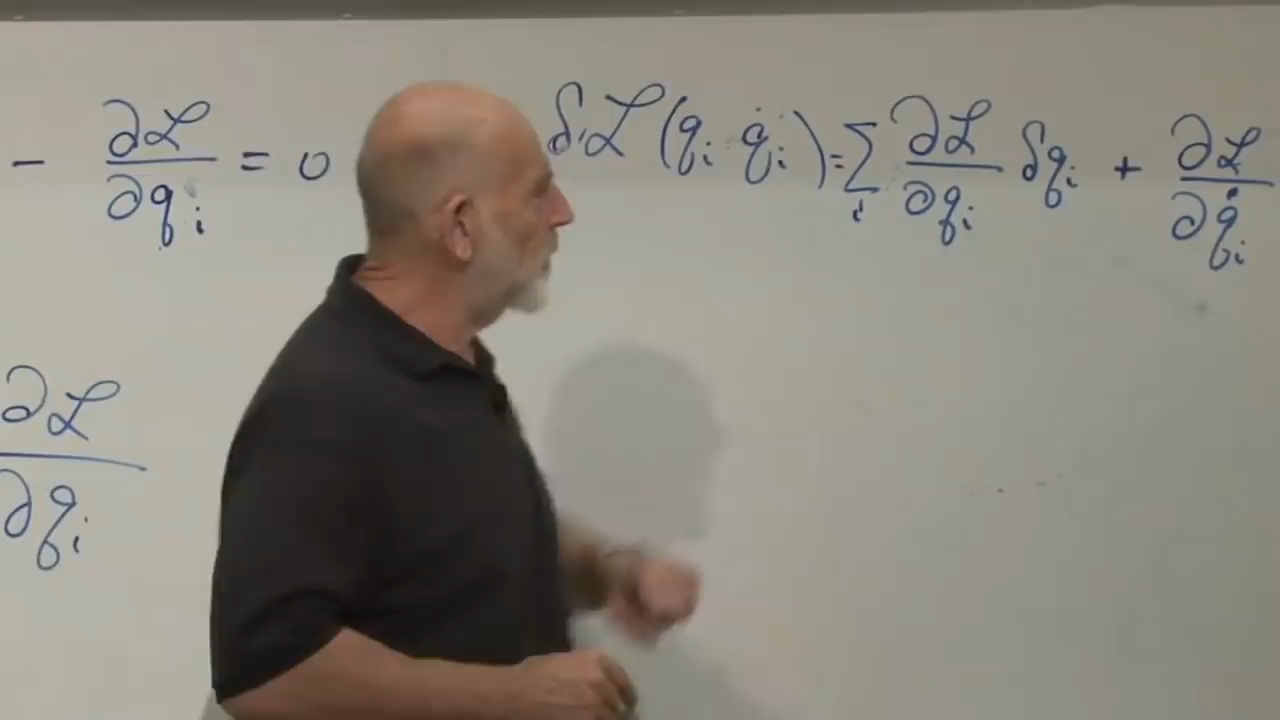 - ∂ℒ/∂qᵢ = 0
δℒ(qᵢ q̇ᵢ) = Σᵢ ∂ℒ/∂qᵢ δqᵢ + ∂ℒ/∂q̇ᵢ
∂ℒ/∂qᵢ